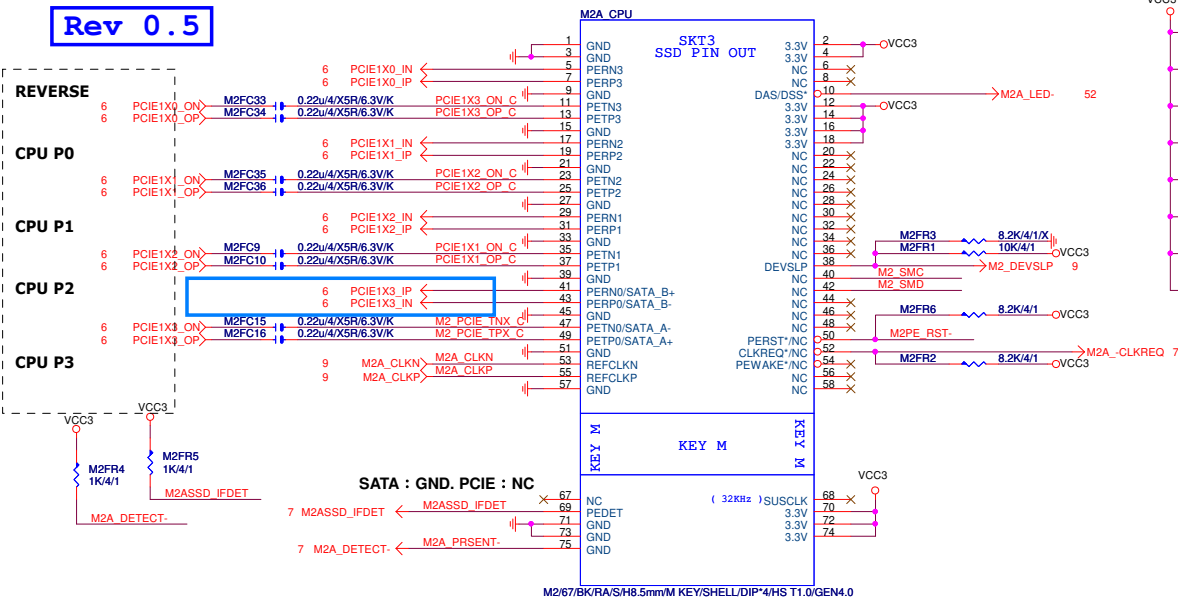 Rev 0.5
M2A_CPU
SKT3
SSD PIN OUT
VCC3
1 GND 3.3V 2 VCC3
3 GND 3.3V 4
6 PCIE1X0_IN 5 PERN3 NC 6
6 PCIE1X0_IP 7 PERP3 NC 8
REVERSE
9 GND DAS/DSS* 10 M2A_LED- 52
6 PCIE1X0_ON M2FC33 0.22u/4/X5R/6.3V/K PCIE1X3_ON_C 11 PETN3 3.3V 12 VCC3
6 PCIE1X0_OP M2FC34 0.22u/4/X5R/6.3V/K PCIE1X3_OP_C 13 PETP3 3.3V 14
15 GND 3.3V 16
6 PCIE1X1_IN 17 PERN2 3.3V 18
CPU P0
6 PCIE1X1_IP 19 PERP2 NC 20
21 GND NC 22
6 PCIE1X1_ON M2FC35 0.22u/4/X5R/6.3V/K PCIE1X2_ON_C 23 PETN2 NC 24
6 PCIE1X1_OP M2FC36 0.22u/4/X5R/6.3V/K PCIE1X2_OP_C 25 PETP2 NC 26
27 GND NC 28
6 PCIE1X2_IN 29 PERN1 NC 30
CPU P1
6 PCIE1X2_IP 31 PERP1 NC 32
33 GND NC 34 M2FR3 8.2K/4/1/X
6 PCIE1X2_ON M2FC9 0.22u/4/X5R/6.3V/K PCIE1X1_ON_C 35 PETN1 NC 36 M2FR1 10K/4/1 VCC3
6 PCIE1X2_OP M2FC10 0.22u/4/X5R/6.3V/K PCIE1X1_OP_C 37 PETP1 DEVSLP 38 M2_DEVSLP 9
39 GND NC 40 M2_SMC
CPU P2
6 PCIE1X3_IP 41 PERN0/SATA_B+ NC 42 M2_SMD
6 PCIE1X3_IN 43 PERP0/SATA_B- NC 44
45 GND NC 46 M2FR6 8.2K/4/1 VCC3
6 PCIE1X3_ON M2FC15 0.22u/4/X5R/6.3V/K M2_PCIE_TNX_C 47 PETN0/SATA_A- NC 48
6 PCIE1X3_OP M2FC16 0.22u/4/X5R/6.3V/K M2_PCIE_TPX_C 49 PETP0/SATA_A+ PERST*/NC 50 M2PE_RST-
51 GND CLKREQ*/NC 52 M2A_-CLKREQ 7
CPU P3
9 M2A_CLKN M2A_CLKN 53 REFCLKN PEWAKE*/NC 54 M2FR2 8.2K/4/1 VCC3
9 M2A_CLKP M2A_CLKP 55 REFCLKP NC 56
57 GND NC 58
VCC3
VCC3
KEY M KEY M KEY M
M2FR4
1K/4/1
M2FR5
1K/4/1
SATA : GND. PCIE : NC
VCC3
M2ASSD_IFDET
67 NC ( 32KHz ) SUSCLK 68
7 M2ASSD_IFDET M2ASSD_IFDET 69 PEDET 3.3V 70
M2A_DETECT-
71 GND 3.3V 72
73 GND 3.3V 74
7 M2A_DETECT- M2A_PRSENT- 75 GND
M2/67/BK/RA/S/H8.5mm/M KEY/SHELL/DIP*4/HS T1.0/GEN4.0